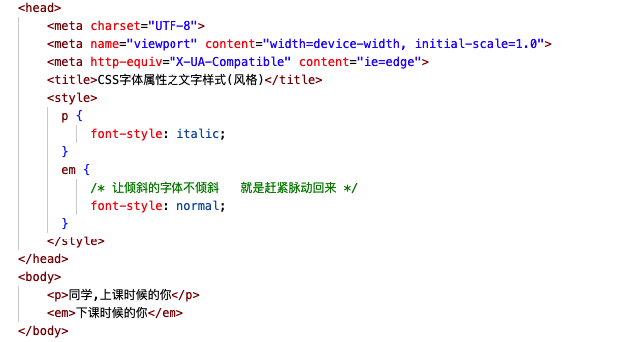 <head>
<meta charset="UTF-8">
<meta name="viewport" content="width=device-width, initial-scale=1.0">
<meta http-equiv="X-UA-Compatible" content="ie=edge">
<title>CSS字体属性之文字样式(风格)</title>
<style>
p {
font-style: italic;
}
em {
/* 让倾斜的字体不倾斜   就是赶紧脉动回来 */
font-style: normal;
}
</style>
</head>
<body>
<p>同学,上课时候的你</p>
<em>下课时候的你</em>
</body>